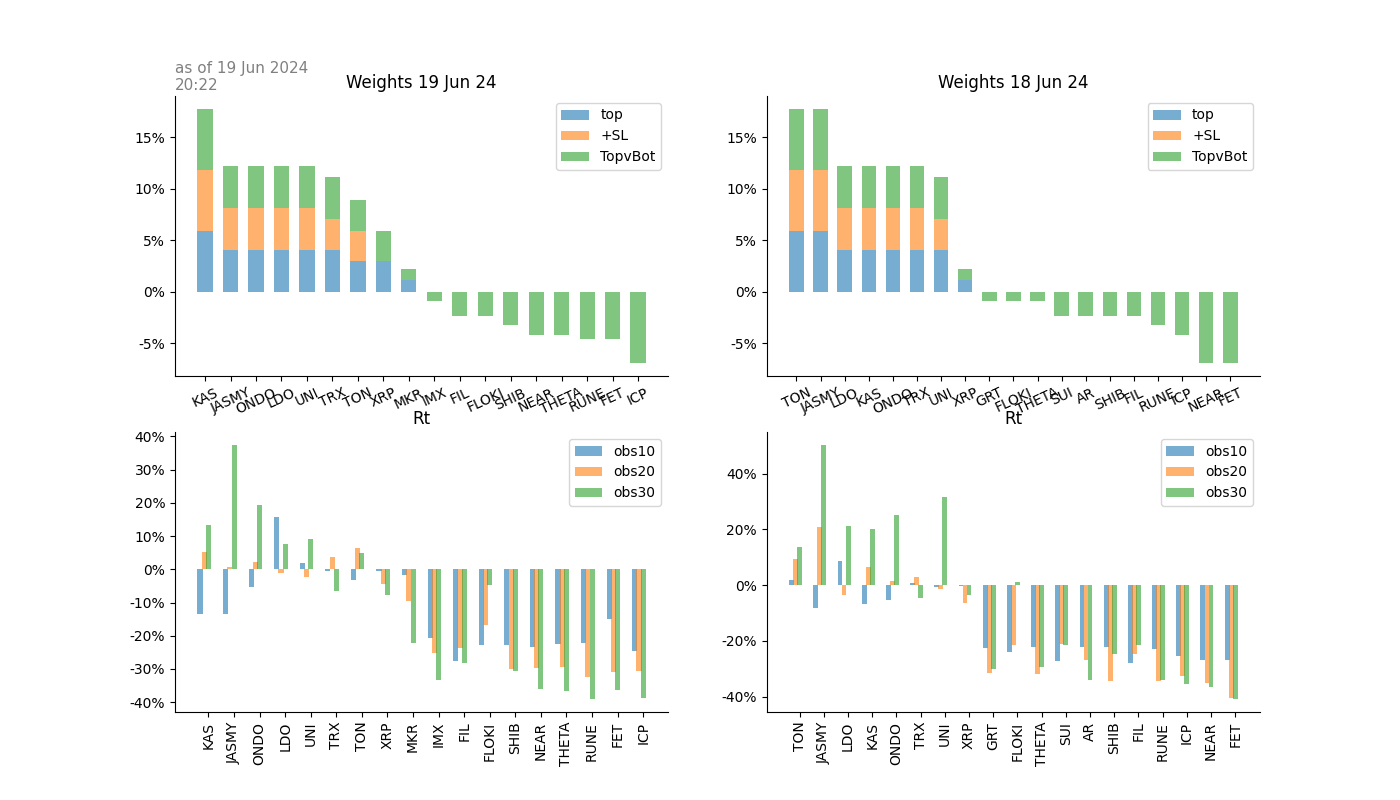 as of 19 Jun 2024
20:22
Weights 19 Jun 24
top
+SL
TopvBot
15%
10%
5%
0%
-5%
KAS
JASMY
ONDO
LDO
UNI
TRX
TON
XRP
MKR
IMX
FIL
FLOKI
SHIB
NEAR
THETA
RUNE
FET
ICP
Weights 18 Jun 24
top
+SL
TopvBot
15%
10%
5%
0%
-5%
TON
JASMY
LDO
KAS
ONDO
TRX
UNI
XRP
GRT
FLOKI
THETA
SUI
AR
SHIB
FIL
RUNE
ICP
NEAR
FET
Rt
obs10
obs20
obs30
40%
30%
20%
10%
0%
-10%
-20%
-30%
-40%
KAS
JASMY
ONDO
LDO
UNI
TRX
TON
XRP
MKR
IMX
FIL
FLOKI
SHIB
NEAR
THETA
RUNE
FET
ICP
Rt
obs10
obs20
obs30
40%
20%
0%
-20%
-40%
TON
JASMY
LDO
KAS
ONDO
TRX
UNI
XRP
GRT
FLOKI
THETA
SUI
AR
SHIB
FIL
RUNE
ICP
NEAR
FET